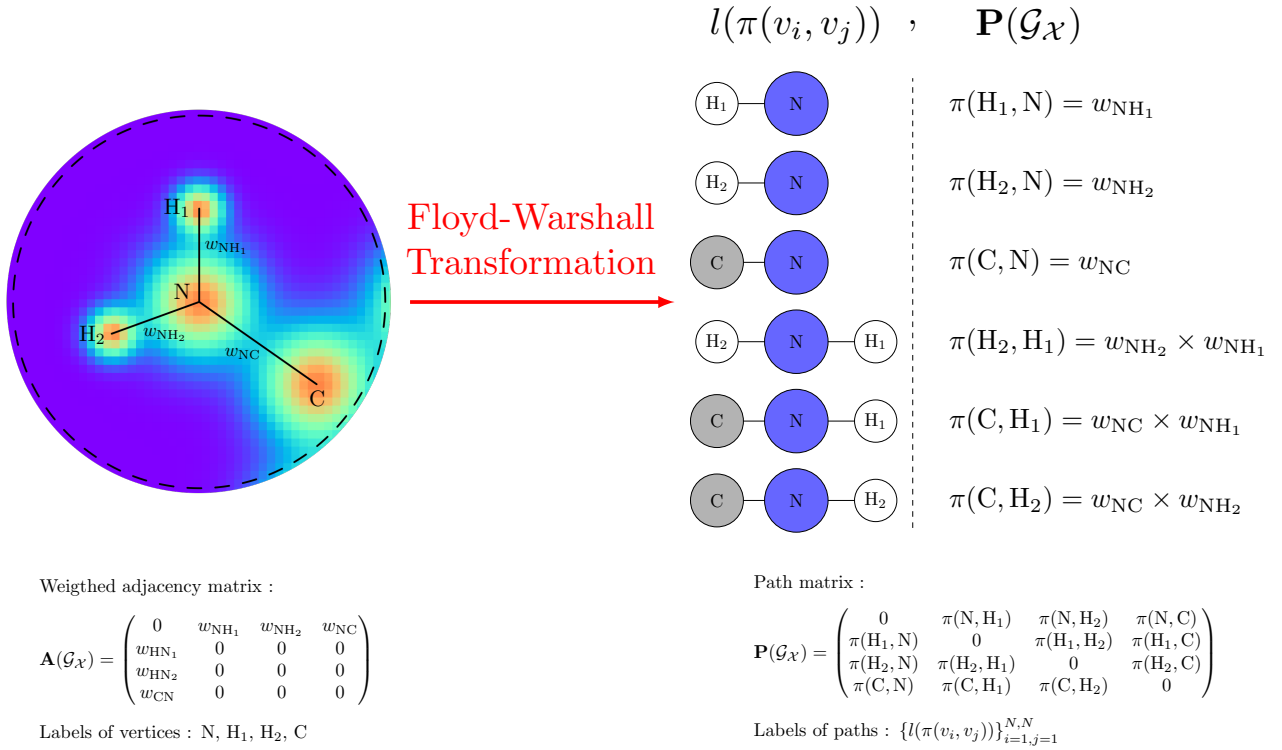 l(π(v_i, v_j)) , P(𝒢_𝒳)
H₁ N π(H₁, N) = w_NH₁
H₂ N π(H₂, N) = w_NH₂
C N π(C, N) = w_NC
H₂ N H₁ π(H₂, H₁) = w_NH₂ × w_NH₁
C N H₁ π(C, H₁) = w_NC × w_NH₁
C N H₂ π(C, H₂) = w_NC × w_NH₂
H₁
w_NH₁
N
H₂
w_NH₂
w_NC
C
Floyd-Warshall
Transformation
Weigthed adjacency matrix :
A(𝒢_𝒳) =
0 w_NH₁ w_NH₂ w_NC
w_HN₁ 0 0 0
w_HN₂ 0 0 0
w_CN 0 0 0
Labels of vertices : N, H₁, H₂, C
Path matrix :
P(𝒢_𝒳) =
0 π(N, H₁) π(N, H₂) π(N, C)
π(H₁, N) 0 π(H₁, H₂) π(H₁, C)
π(H₂, N) π(H₂, H₁) 0 π(H₂, C)
π(C, N) π(C, H₁) π(C, H₂) 0
Labels of paths : {l(π(v_i, v_j))}_{i=1,j=1}^{N,N}